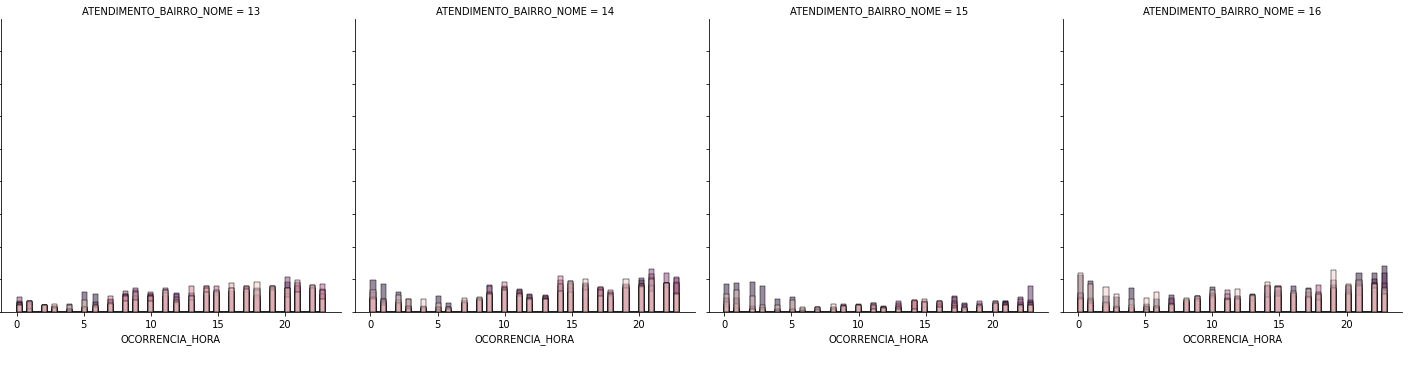 ATENDIMENTO_BAIRRO_NOME = 13
ATENDIMENTO_BAIRRO_NOME = 14
ATENDIMENTO_BAIRRO_NOME = 15
ATENDIMENTO_BAIRRO_NOME = 16
0 5 10 15 20
0 5 10 15 20
0 5 10 15 20
0 5 10 15 20
OCORRENCIA_HORA
OCORRENCIA_HORA
OCORRENCIA_HORA
OCORRENCIA_HORA